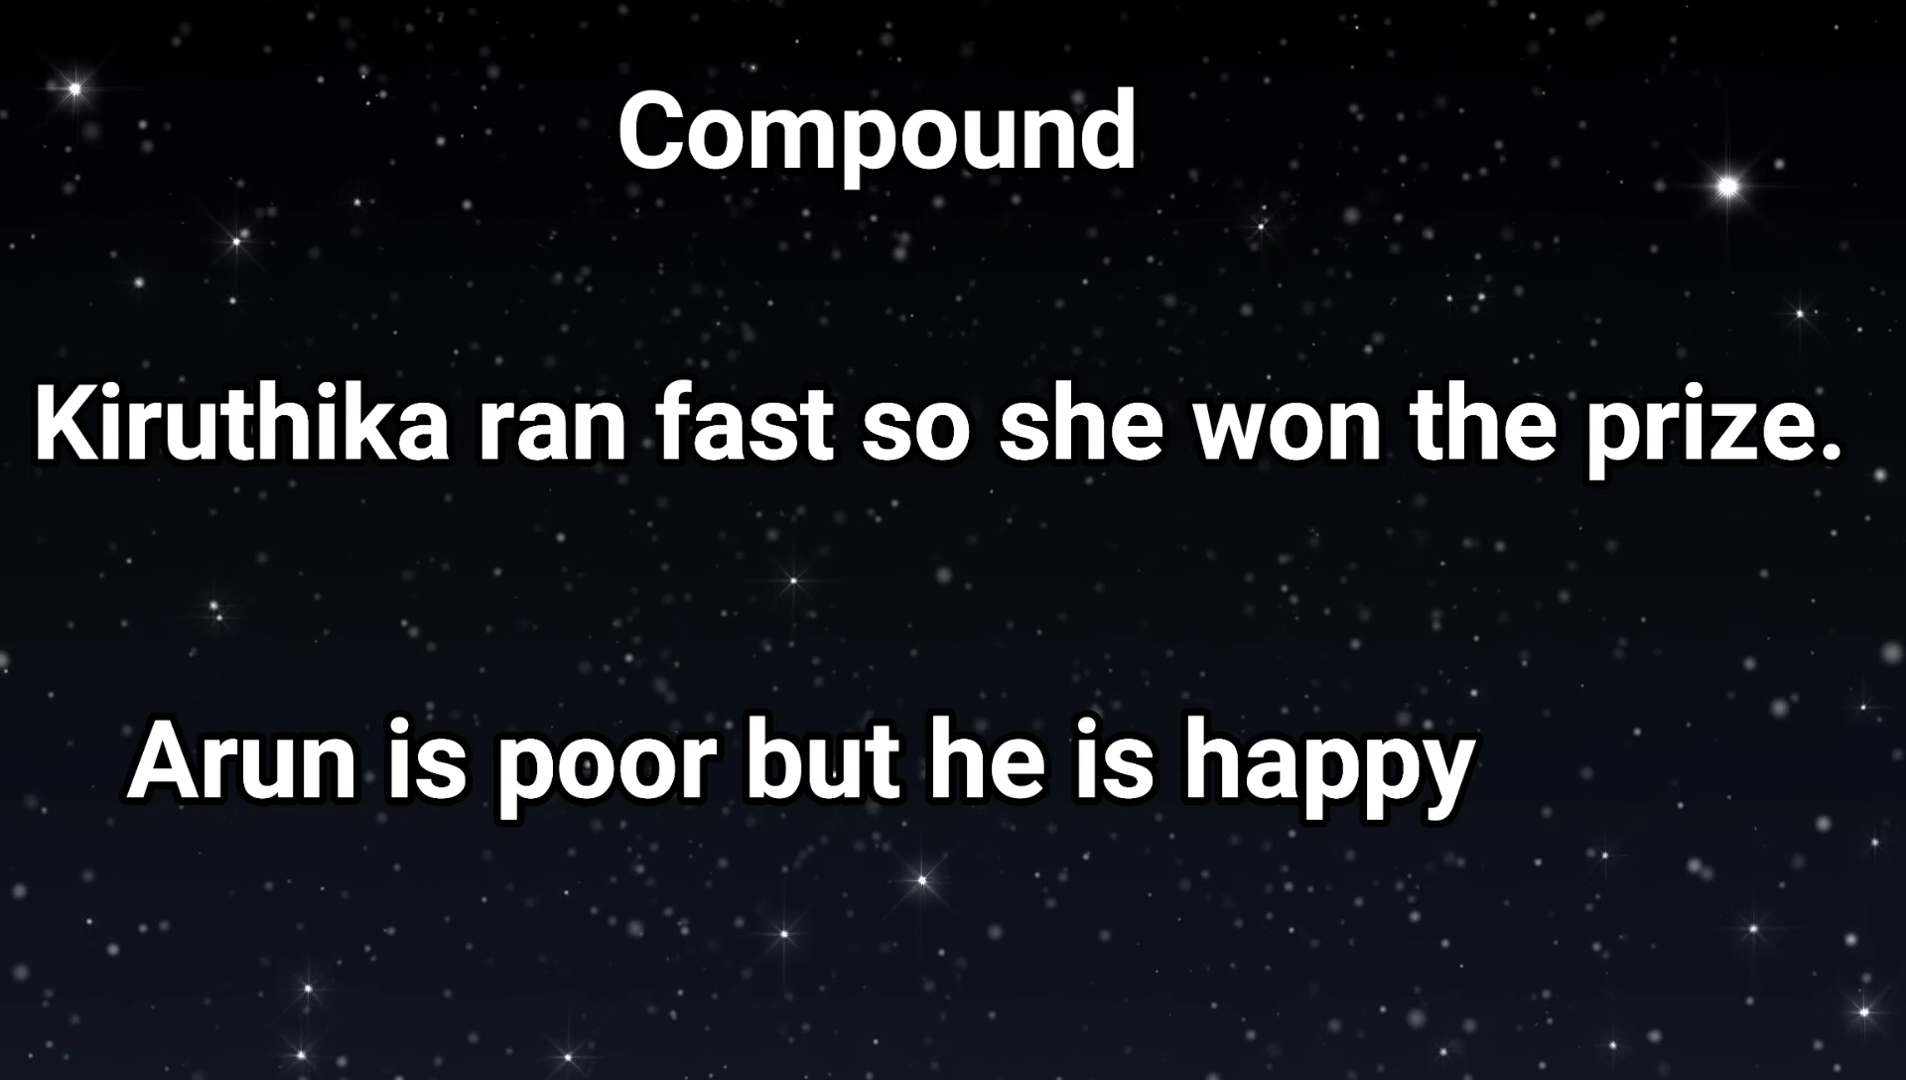 Compound
Kiruthika ran fast so she won the prize.
Arun is poor but he is happy